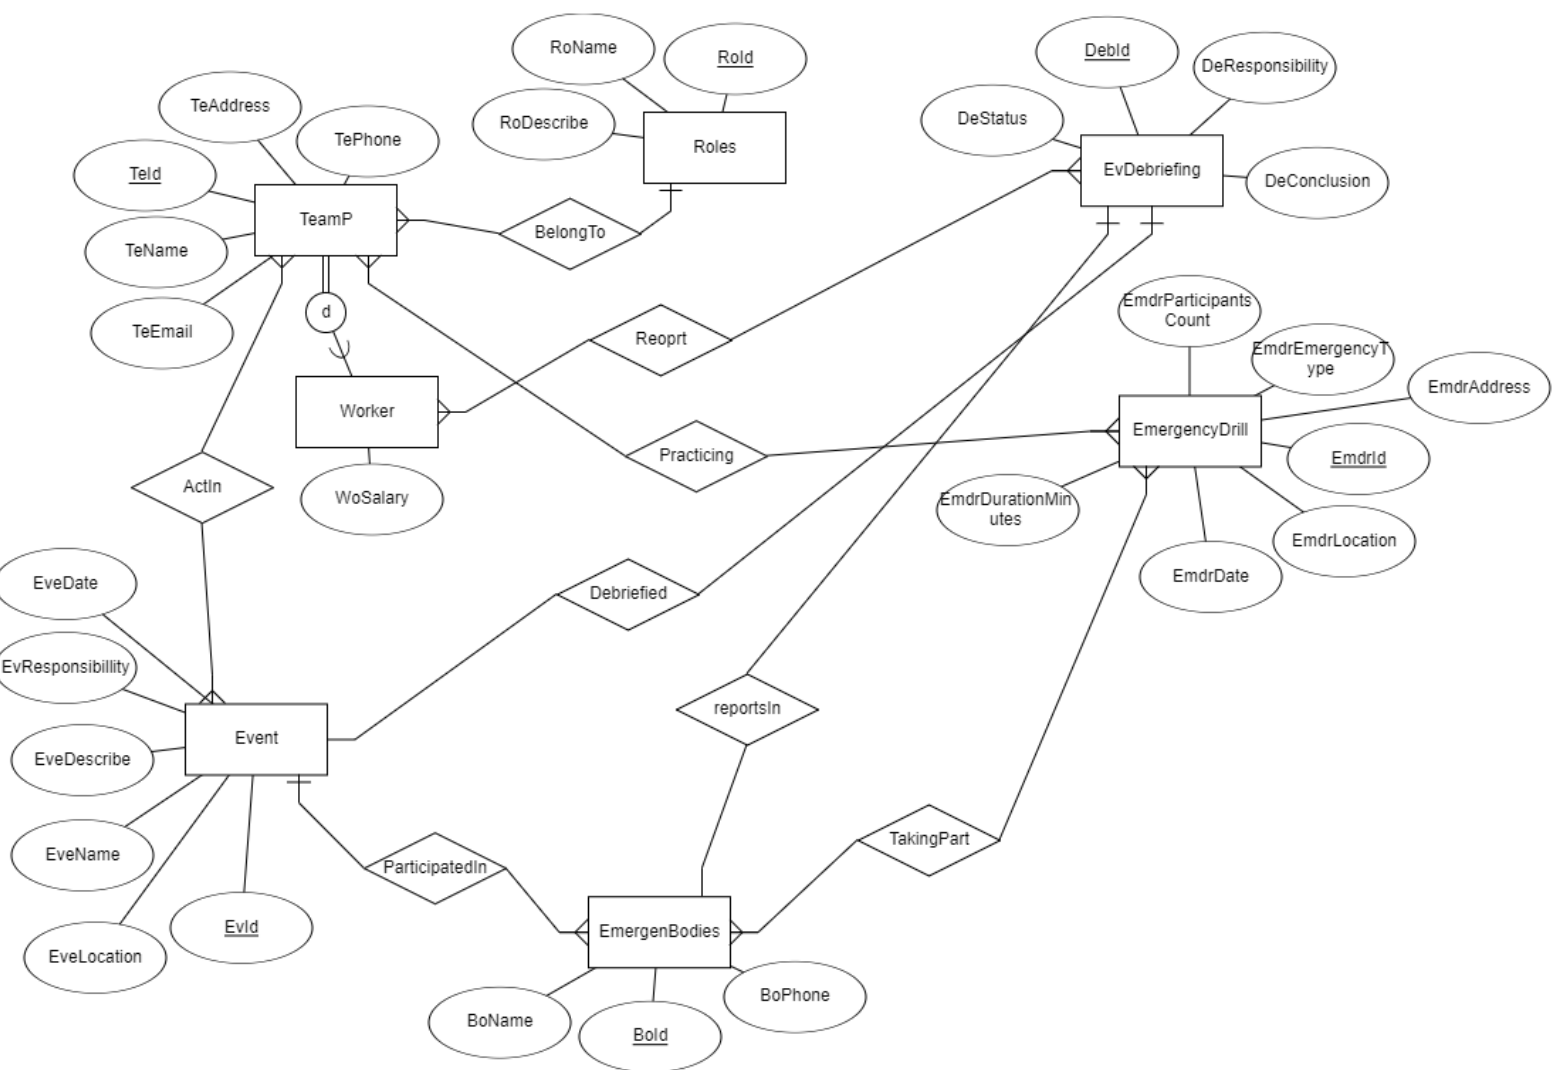 RoName
RoId
DebId
DeResponsibility
TeAddress
RoDescribe
DeStatus
TePhone
Roles
EvDebriefing
TeId
DeConclusion
TeamP
BelongTo
TeName
EmdrParticipants
Count
d
TeEmail
Reoprt
EmdrEmergencyT
ype
EmdrAddress
Worker
EmergencyDrill
Practicing
EmdrId
ActIn
WoSalary
EmdrDurationMin
utes
EmdrLocation
EmdrDate
EveDate
Debriefied
EvResponsibillity
reportsIn
Event
EveDescribe
EveName
ParticipatedIn
TakingPart
EvId
EmergenBodies
EveLocation
BoName
BoId
BoPhone